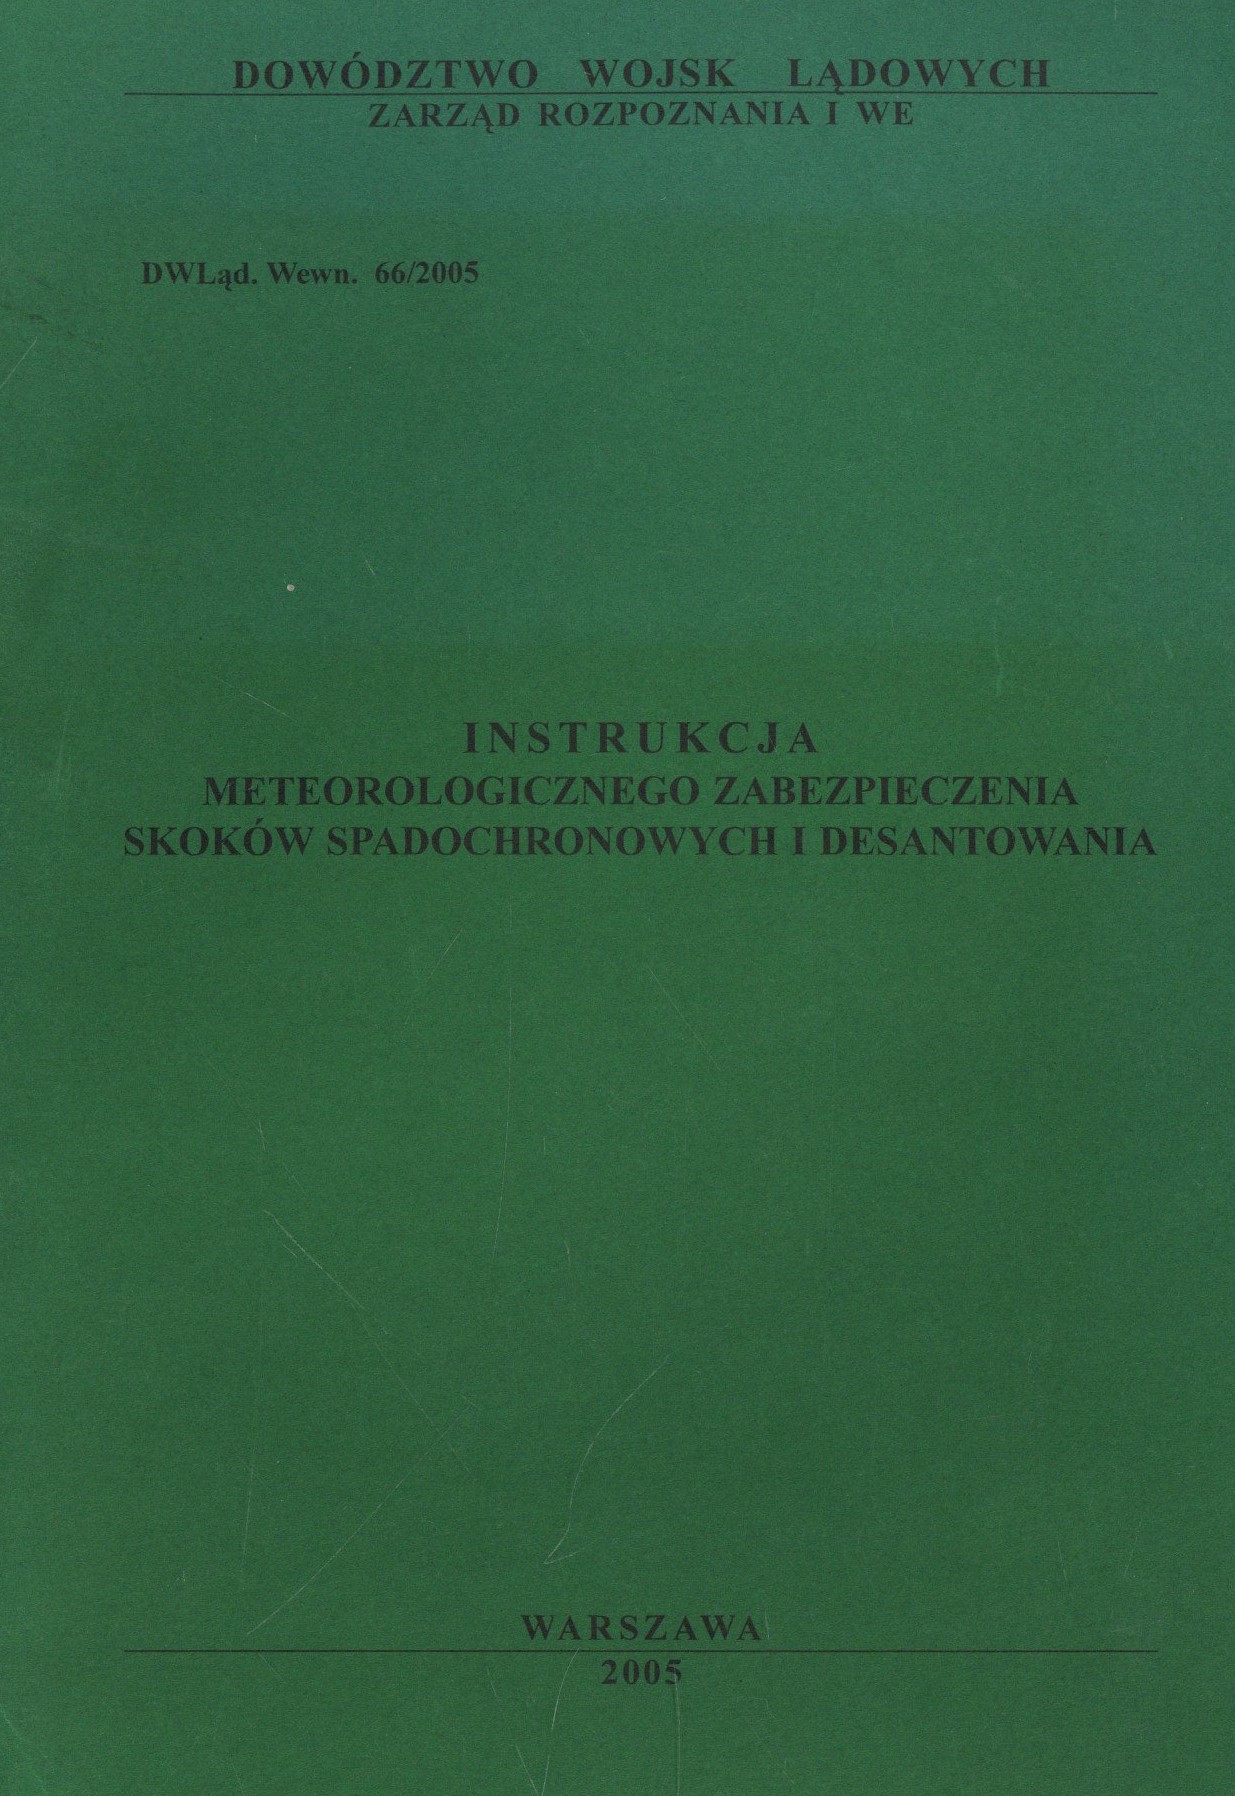 DOWÓDZTWO WOJSK LĄDOWYCH
ZARZĄD ROZPOZNANIA I WE
DWLąd. Wewn. 66/2005
INSTRUKCJA
METEOROLOGICZNEGO ZABEZPIECZENIA
SKOKÓW SPADOCHRONOWYCH I DESANTOWANIA
WARSZAWA
2005